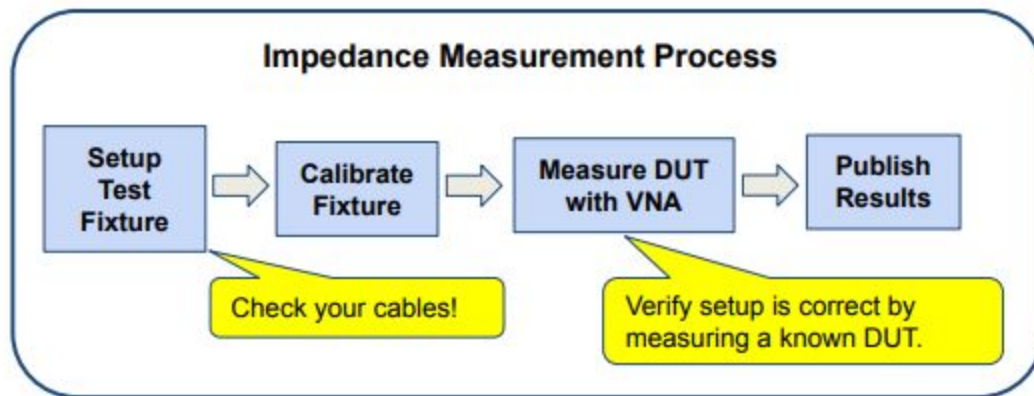 Impedance Measurement Process
Setup
Test
Fixture
Calibrate
Fixture
Measure DUT
with VNA
Publish
Results
Check your cables!
Verify setup is correct by
measuring a known DUT.